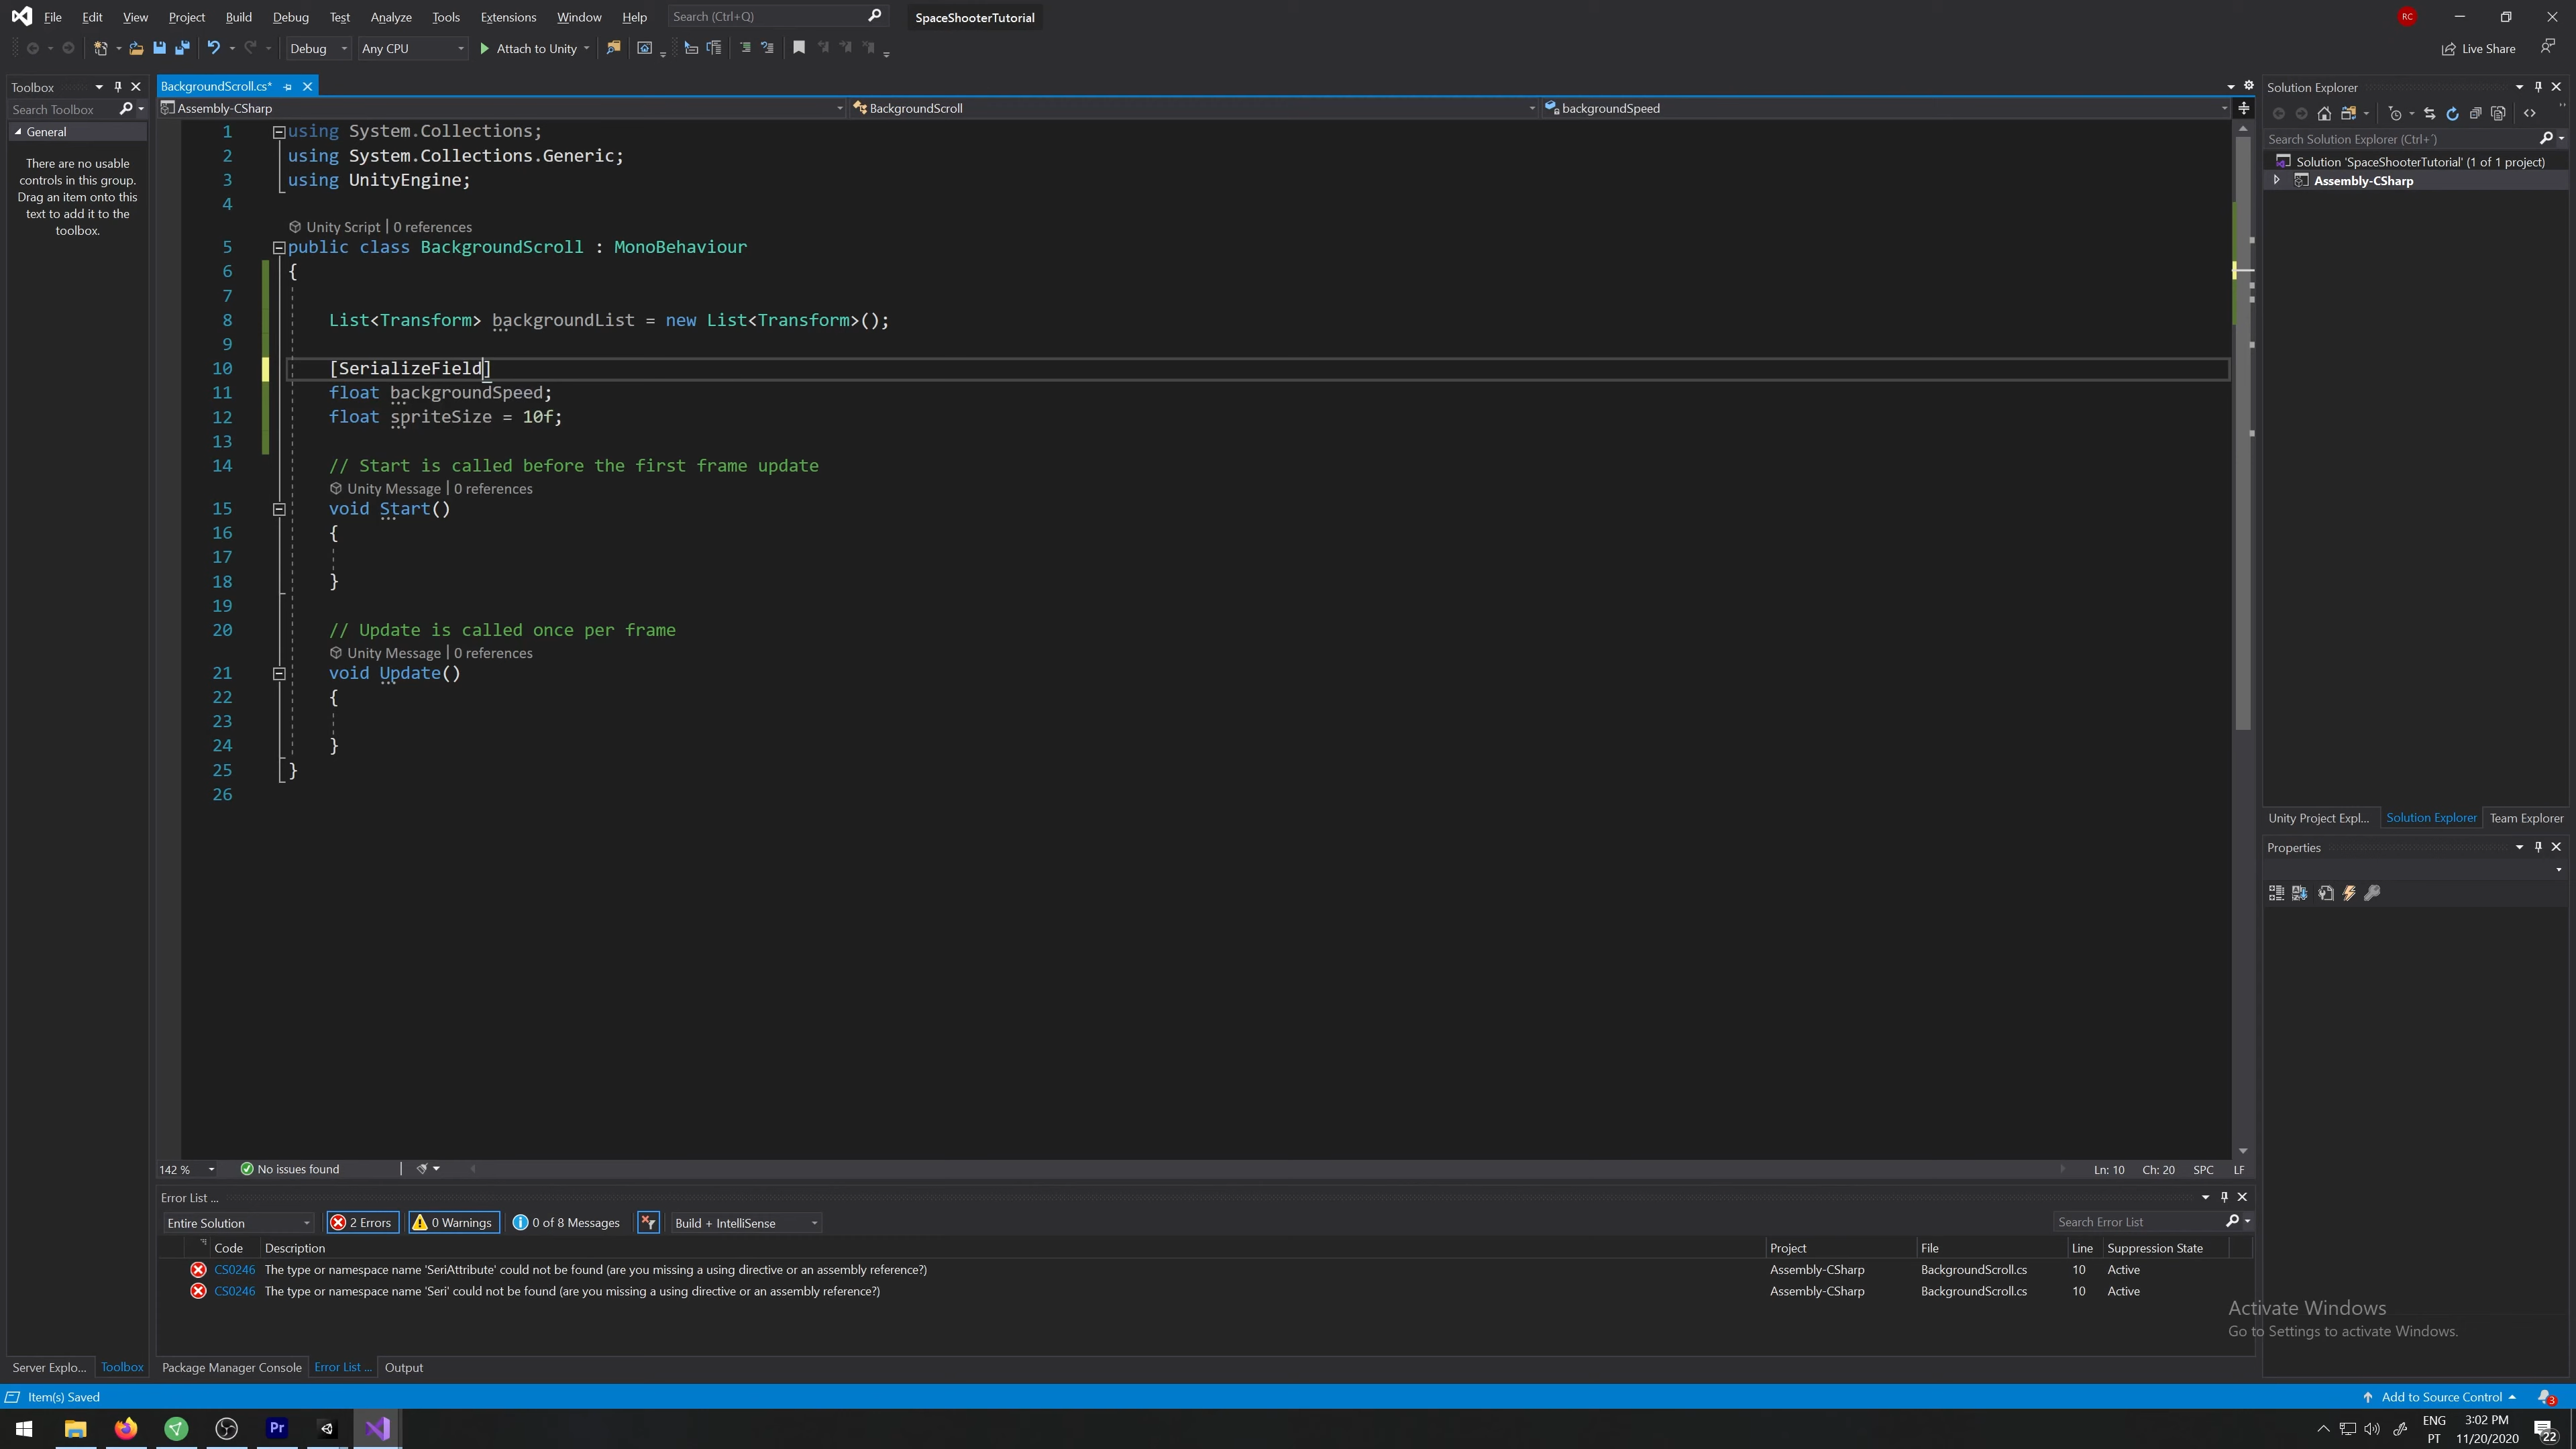 File Edit View Project Build Debug Test Analyze Tools Extensions Window Help Search (Ctrl+Q) SpaceShooterTutorial RC
Debug Any CPU Attach to Unity Live Share
Toolbox
Search Toolbox
General
There are no usable
controls in this group.
Drag an item onto this
text to add it to the
toolbox.
BackgroundScroll.cs*
Assembly-CSharp BackgroundScroll backgroundSpeed
1 using System.Collections;
2 using System.Collections.Generic;
3 using UnityEngine;
4
Unity Script | 0 references
5 public class BackgroundScroll : MonoBehaviour
6 {
7
8 List<Transform> backgroundList = new List<Transform>();
9
10 [SerializeField]
11 float backgroundSpeed;
12 float spriteSize = 10f;
13
14 // Start is called before the first frame update
Unity Message | 0 references
15 void Start()
16 {
17
18 }
19
20 // Update is called once per frame
Unity Message | 0 references
21 void Update()
22 {
23
24 }
25 }
26
142 % No issues found Ln: 10 Ch: 20 SPC LF
Solution Explorer
Search Solution Explorer (Ctrl+¨)
Solution 'SpaceShooterTutorial' (1 of 1 project)
Assembly-CSharp
Unity Project Expl... Solution Explorer Team Explorer
Properties
Error List ...
Entire Solution 2 Errors 0 Warnings 0 of 8 Messages Build + IntelliSense Search Error List
Code Description Project File Line Suppression State
CS0246 The type or namespace name 'SeriAttribute' could not be found (are you missing a using directive or an assembly reference?) Assembly-CSharp BackgroundScroll.cs 10 Active
CS0246 The type or namespace name 'Seri' could not be found (are you missing a using directive or an assembly reference?) Assembly-CSharp BackgroundScroll.cs 10 Active
Activate Windows
Go to Settings to activate Windows.
Server Explo... Toolbox Package Manager Console Error List ... Output
Item(s) Saved Add to Source Control 3
Pr ENG 3:02 PM
PT 11/20/2020 22